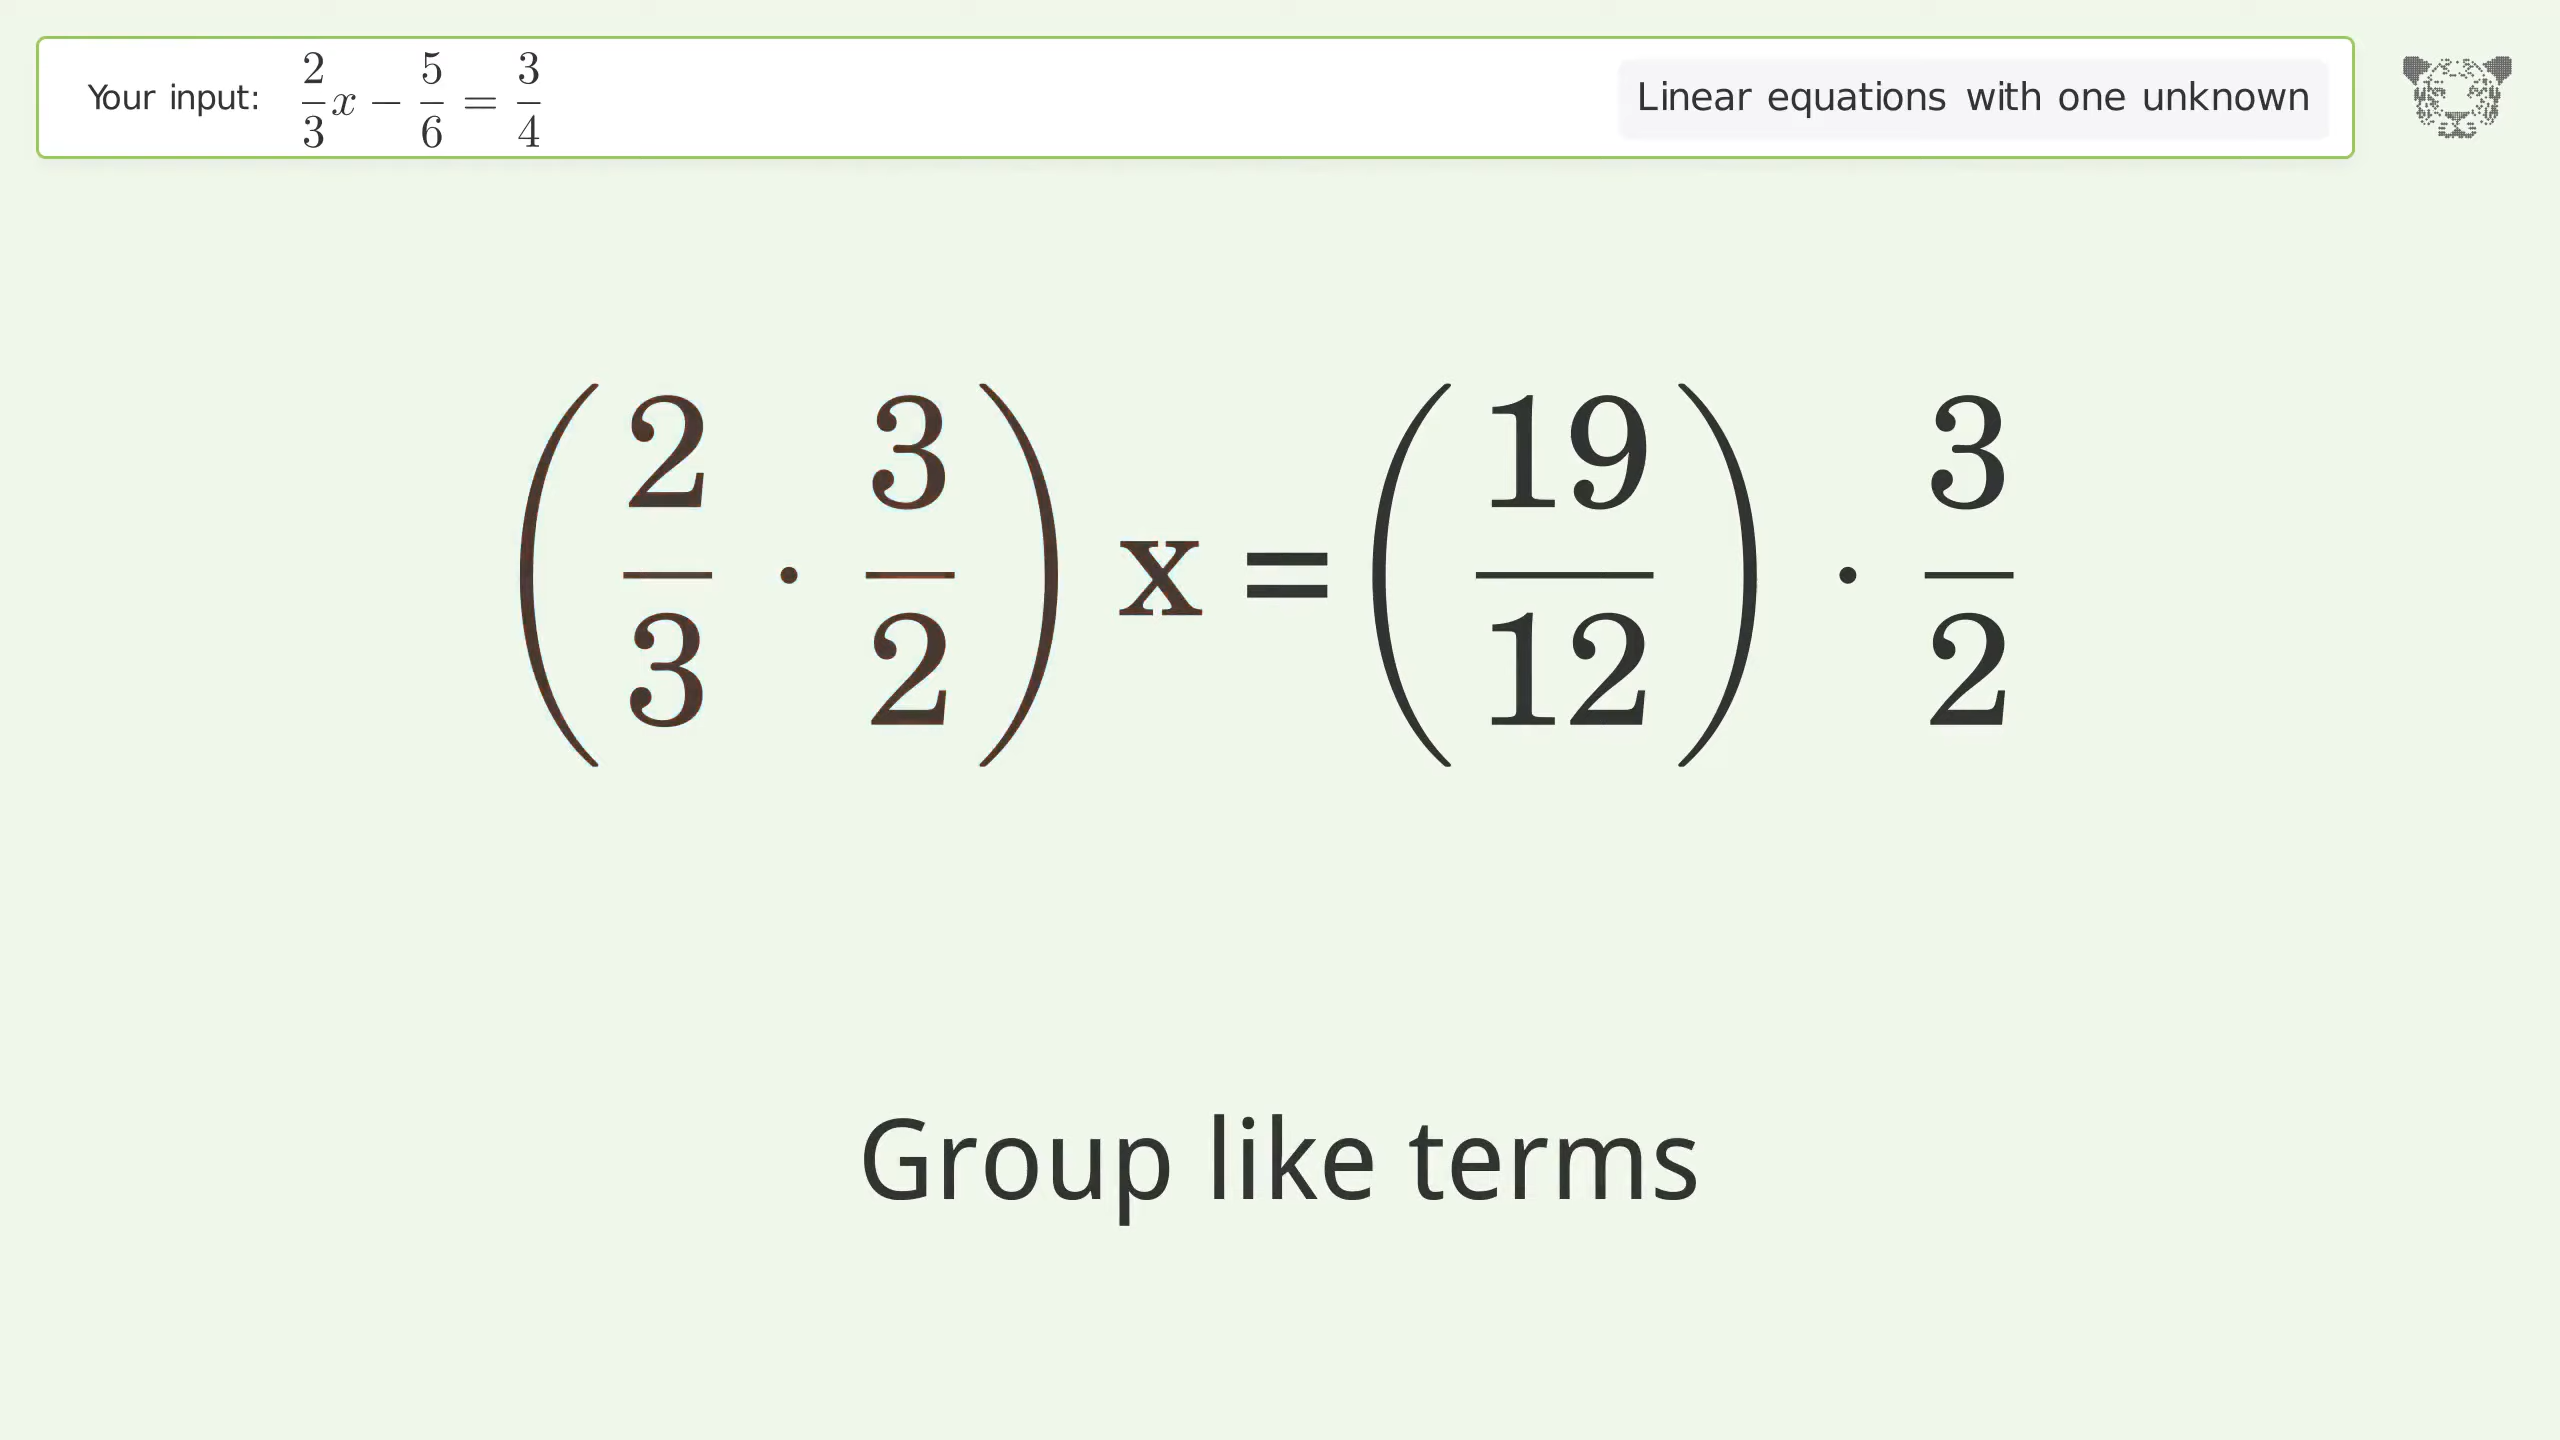 Your input: 2/3 x − 5/6 = 3/4
Linear equations with one unknown
(2/3 · 3/2) x = (19/12) · 3/2
Group like terms